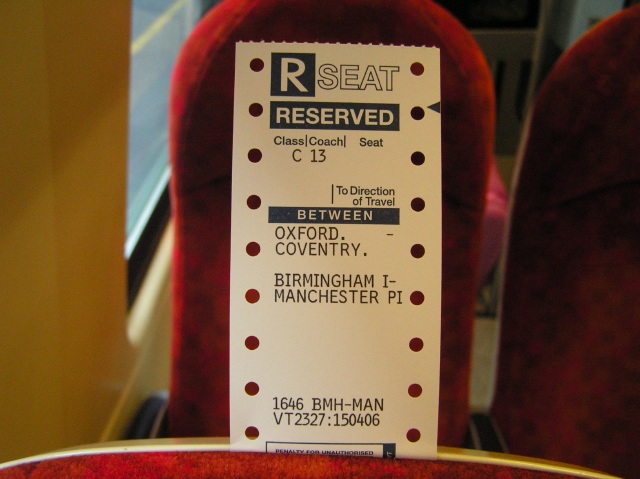 R SEAT
RESERVED
Class|Coach| Seat
C 13
|To Direction
of Travel
BETWEEN
OXFORD. -
COVENTRY.
BIRMINGHAM I-
MANCHESTER PI
1646 BMH-MAN
VT2327:150406
PENALTY FOR UNAUTHORISED